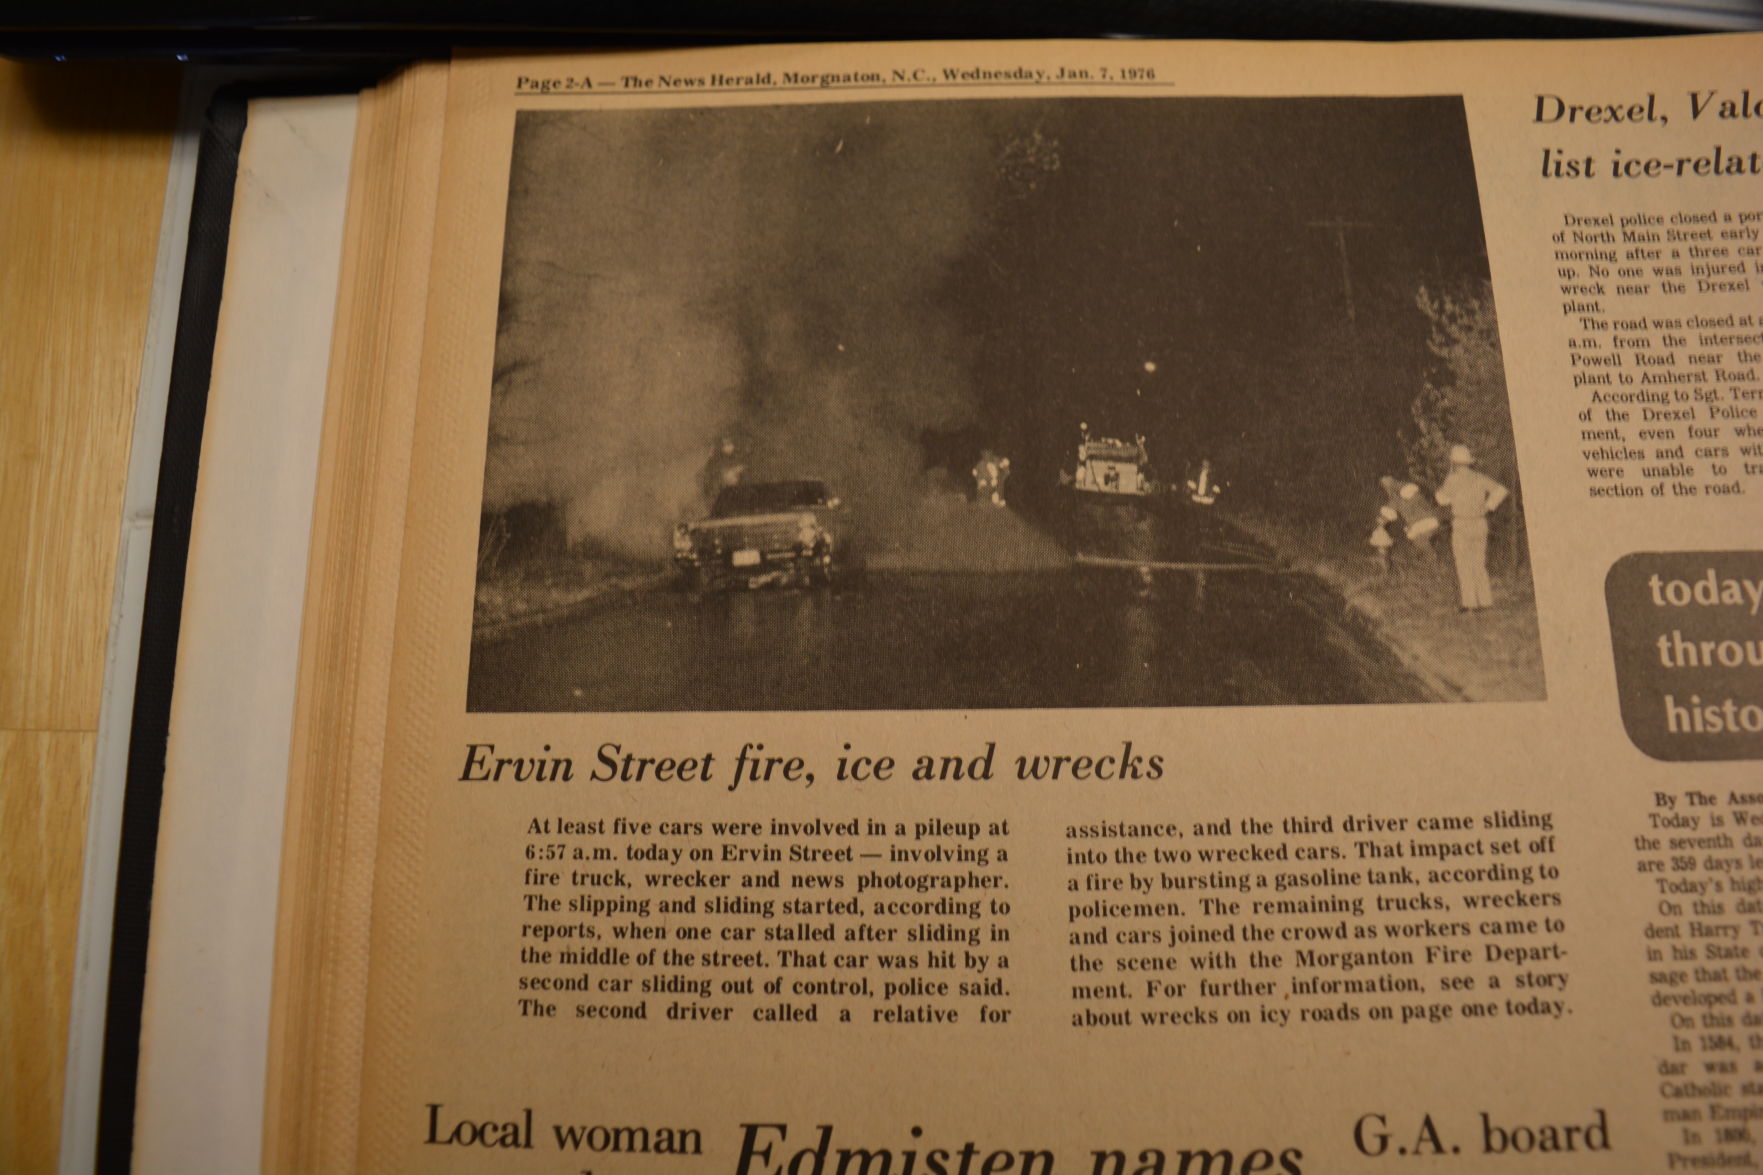 Page 2-A — The News Herald, Morgnaton, N.C., Wednesday, Jan. 7, 1976
Ervin Street fire, ice and wrecks
At least five cars were involved in a pileup at
6:57 a.m. today on Ervin Street — involving a
fire truck, wrecker and news photographer.
The slipping and sliding started, according to
reports, when one car stalled after sliding in
the middle of the street. That car was hit by a
second car sliding out of control, police said.
The second driver called a relative for
assistance, and the third driver came sliding
into the two wrecked cars. That impact set off
a fire by bursting a gasoline tank, according to
policemen. The remaining trucks, wreckers
and cars joined the crowd as workers came to
the scene with the Morganton Fire Depart-
ment. For further information, see a story
about wrecks on icy roads on page one today.
Local woman
Edmisten names
G.A. board
Drexel, Val
list ice-relat
Drexel police closed a por
of North Main Street early
morning after a three car
up. No one was injured i
wreck near the Drexel
plant.
The road was closed at
a.m. from the intersect
Powell Road near the
plant to Amherst Road.
According to Sgt. Terr
of the Drexel Police
ment, even four whe
vehicles and cars wit
were unable to tra
section of the road.
today
throu
histo
By The Asso
Today is Wed
the seventh da
are 359 days le
Today's high
On this dat
dent Harry T
in his State
sage that the
developed a
On this da
In 1584, th
dar was a
Catholic sta
man Empi
In 1806,
President